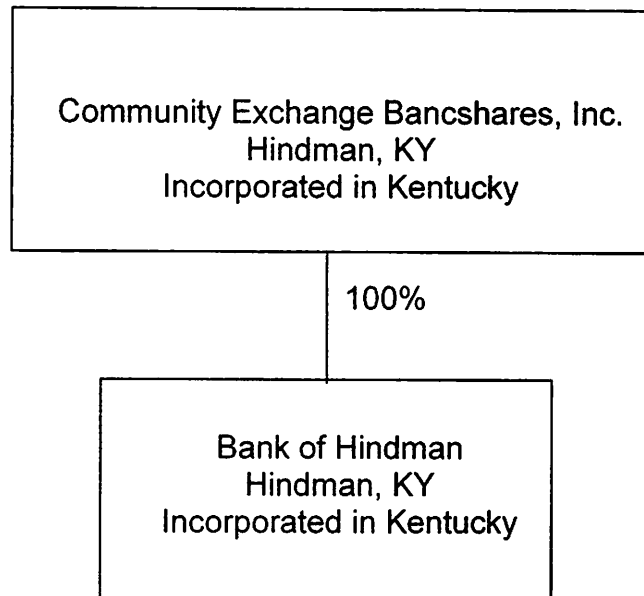 Community Exchange Bancshares, Inc.
Hindman, KY
Incorporated in Kentucky
100%
Bank of Hindman
Hindman, KY
Incorporated in Kentucky